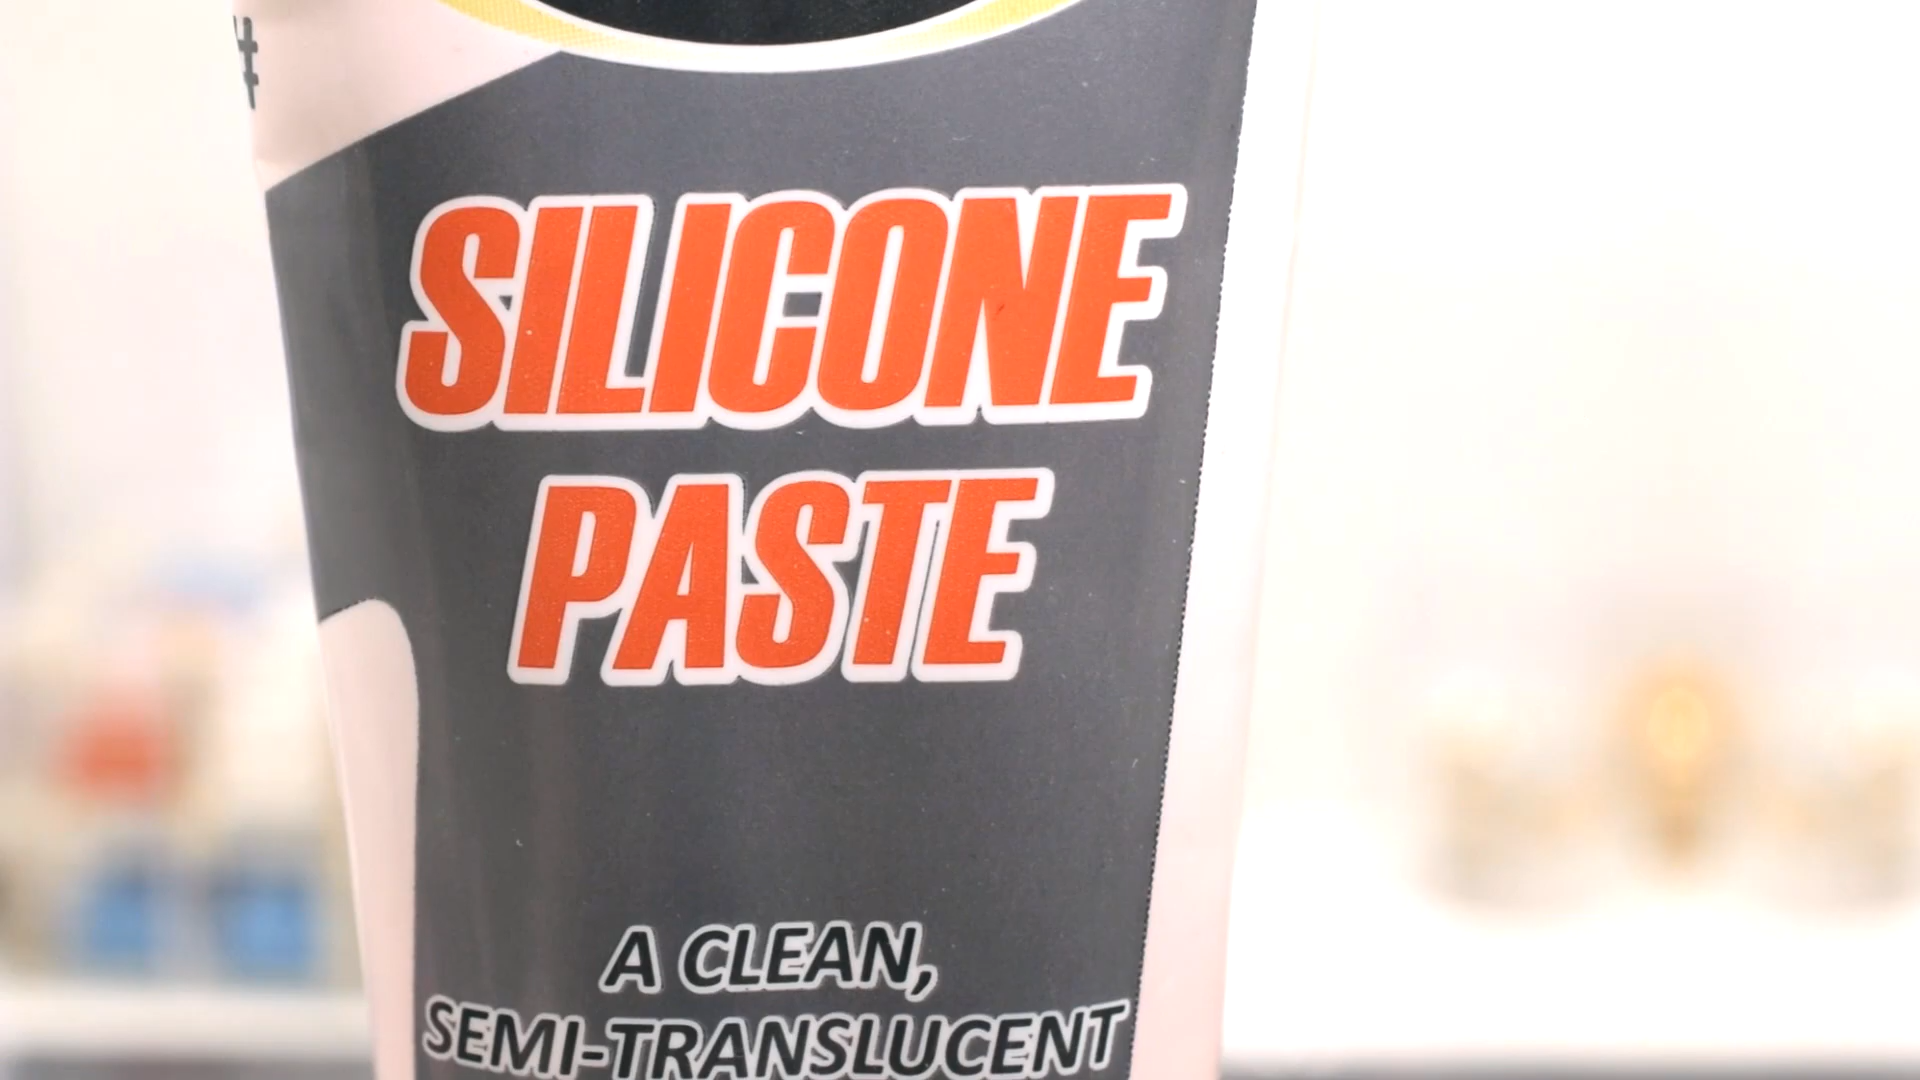 #
SILICONE
PASTE
A CLEAN,
SEMI-TRANSLUCENT